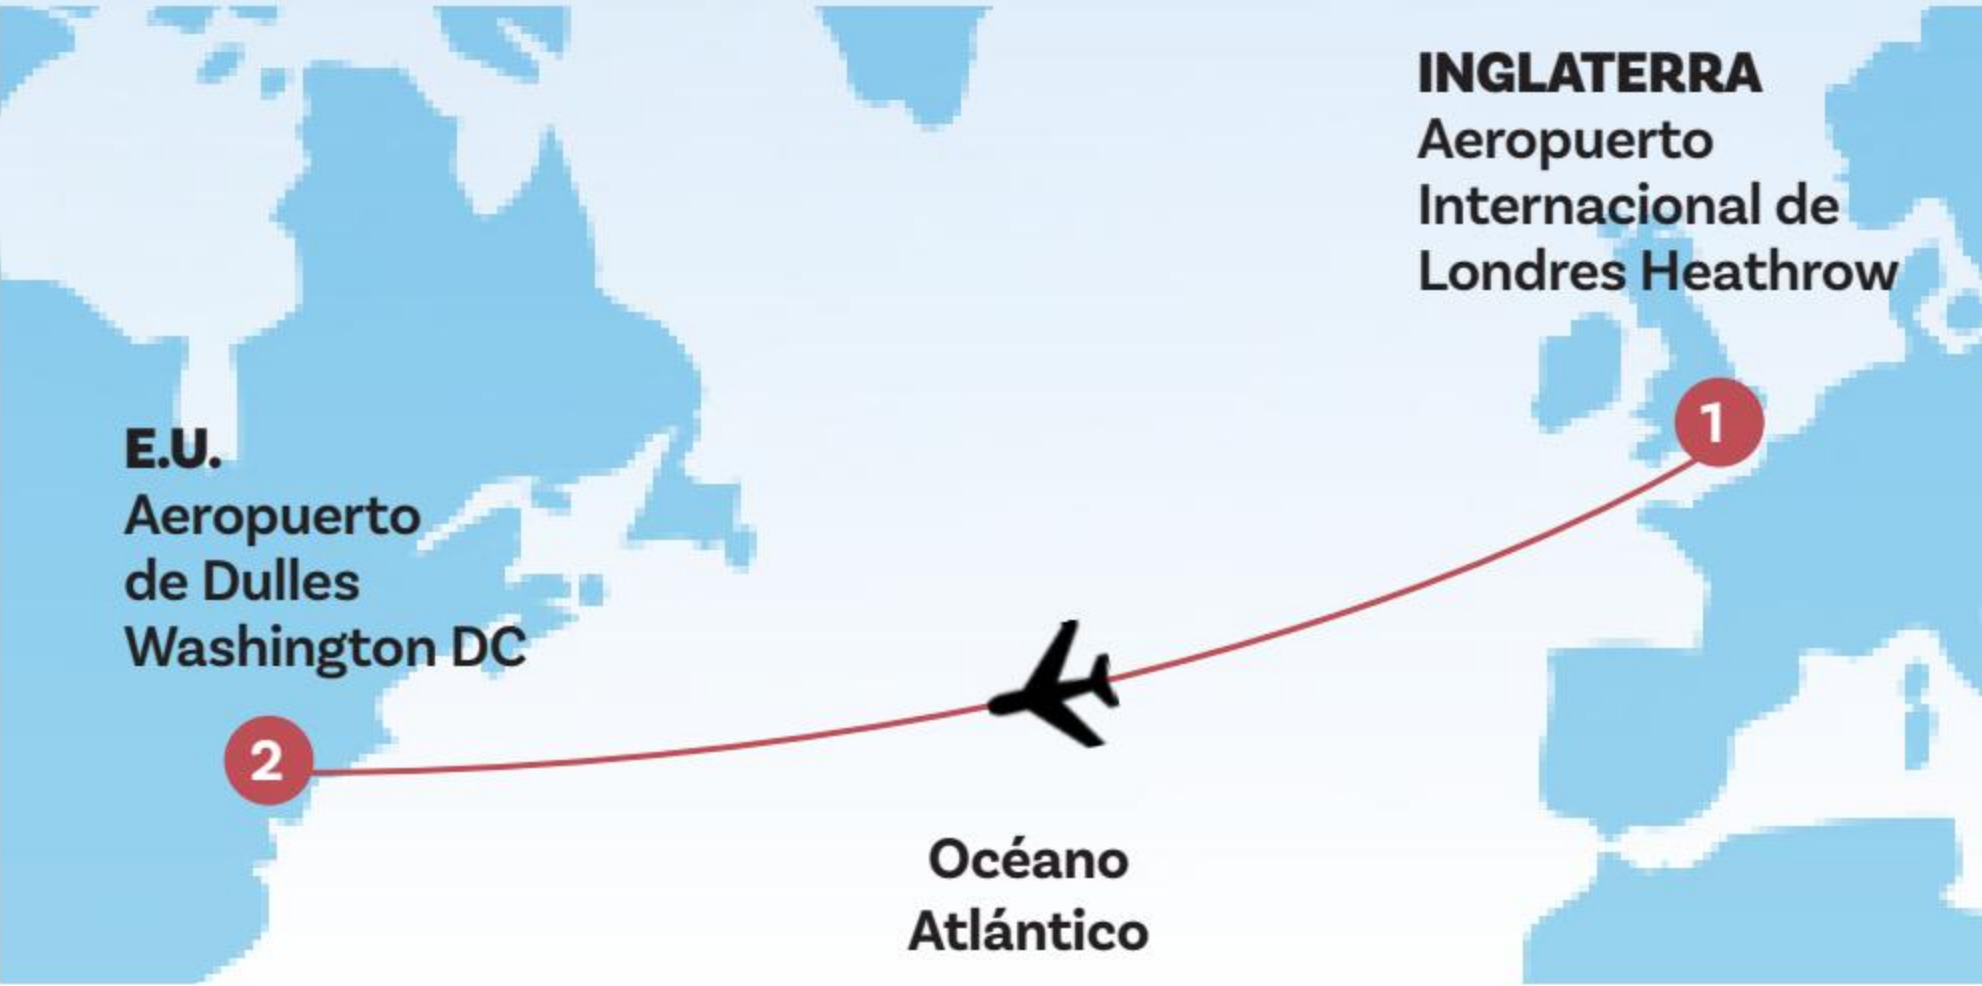 INGLATERRA
Aeropuerto
Internacional de
Londres Heathrow
1
E.U.
Aeropuerto
de Dulles
Washington DC
2
Océano
Atlántico